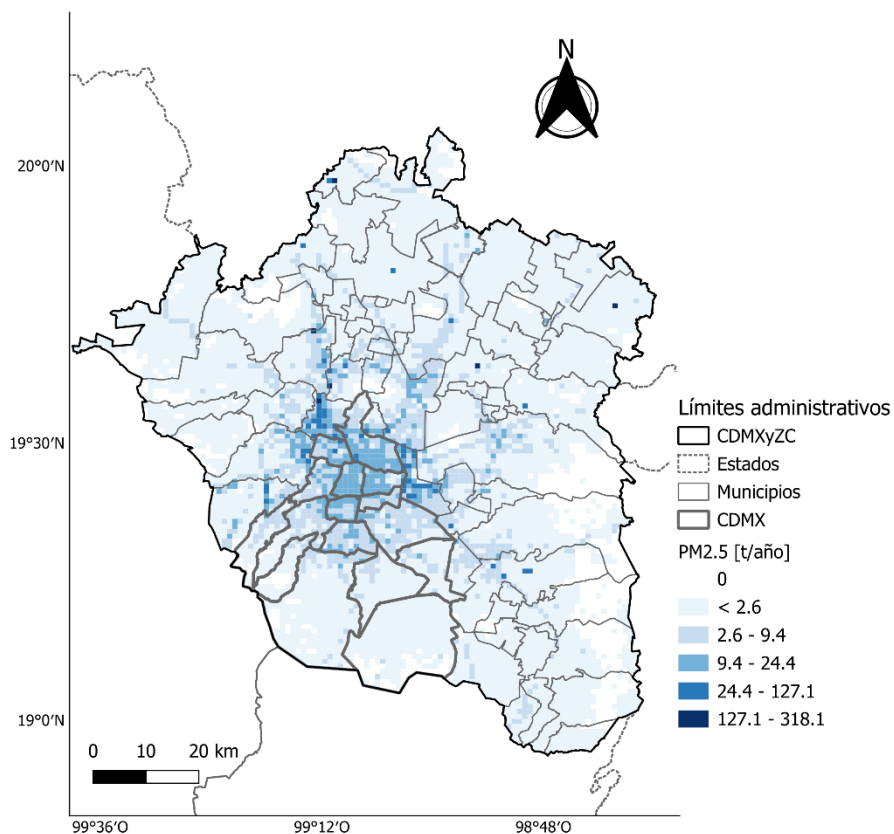 N
20°0’N
19°30’N
19°0’N
Límites administrativos
CDMXyZC
Estados
Municipios
CDMX
PM2.5 [t/año]
0
< 2.6
2.6 - 9.4
9.4 - 24.4
24.4 - 127.1
127.1 - 318.1
0 10 20 km
99°36’O 99°12’O 98°48’O